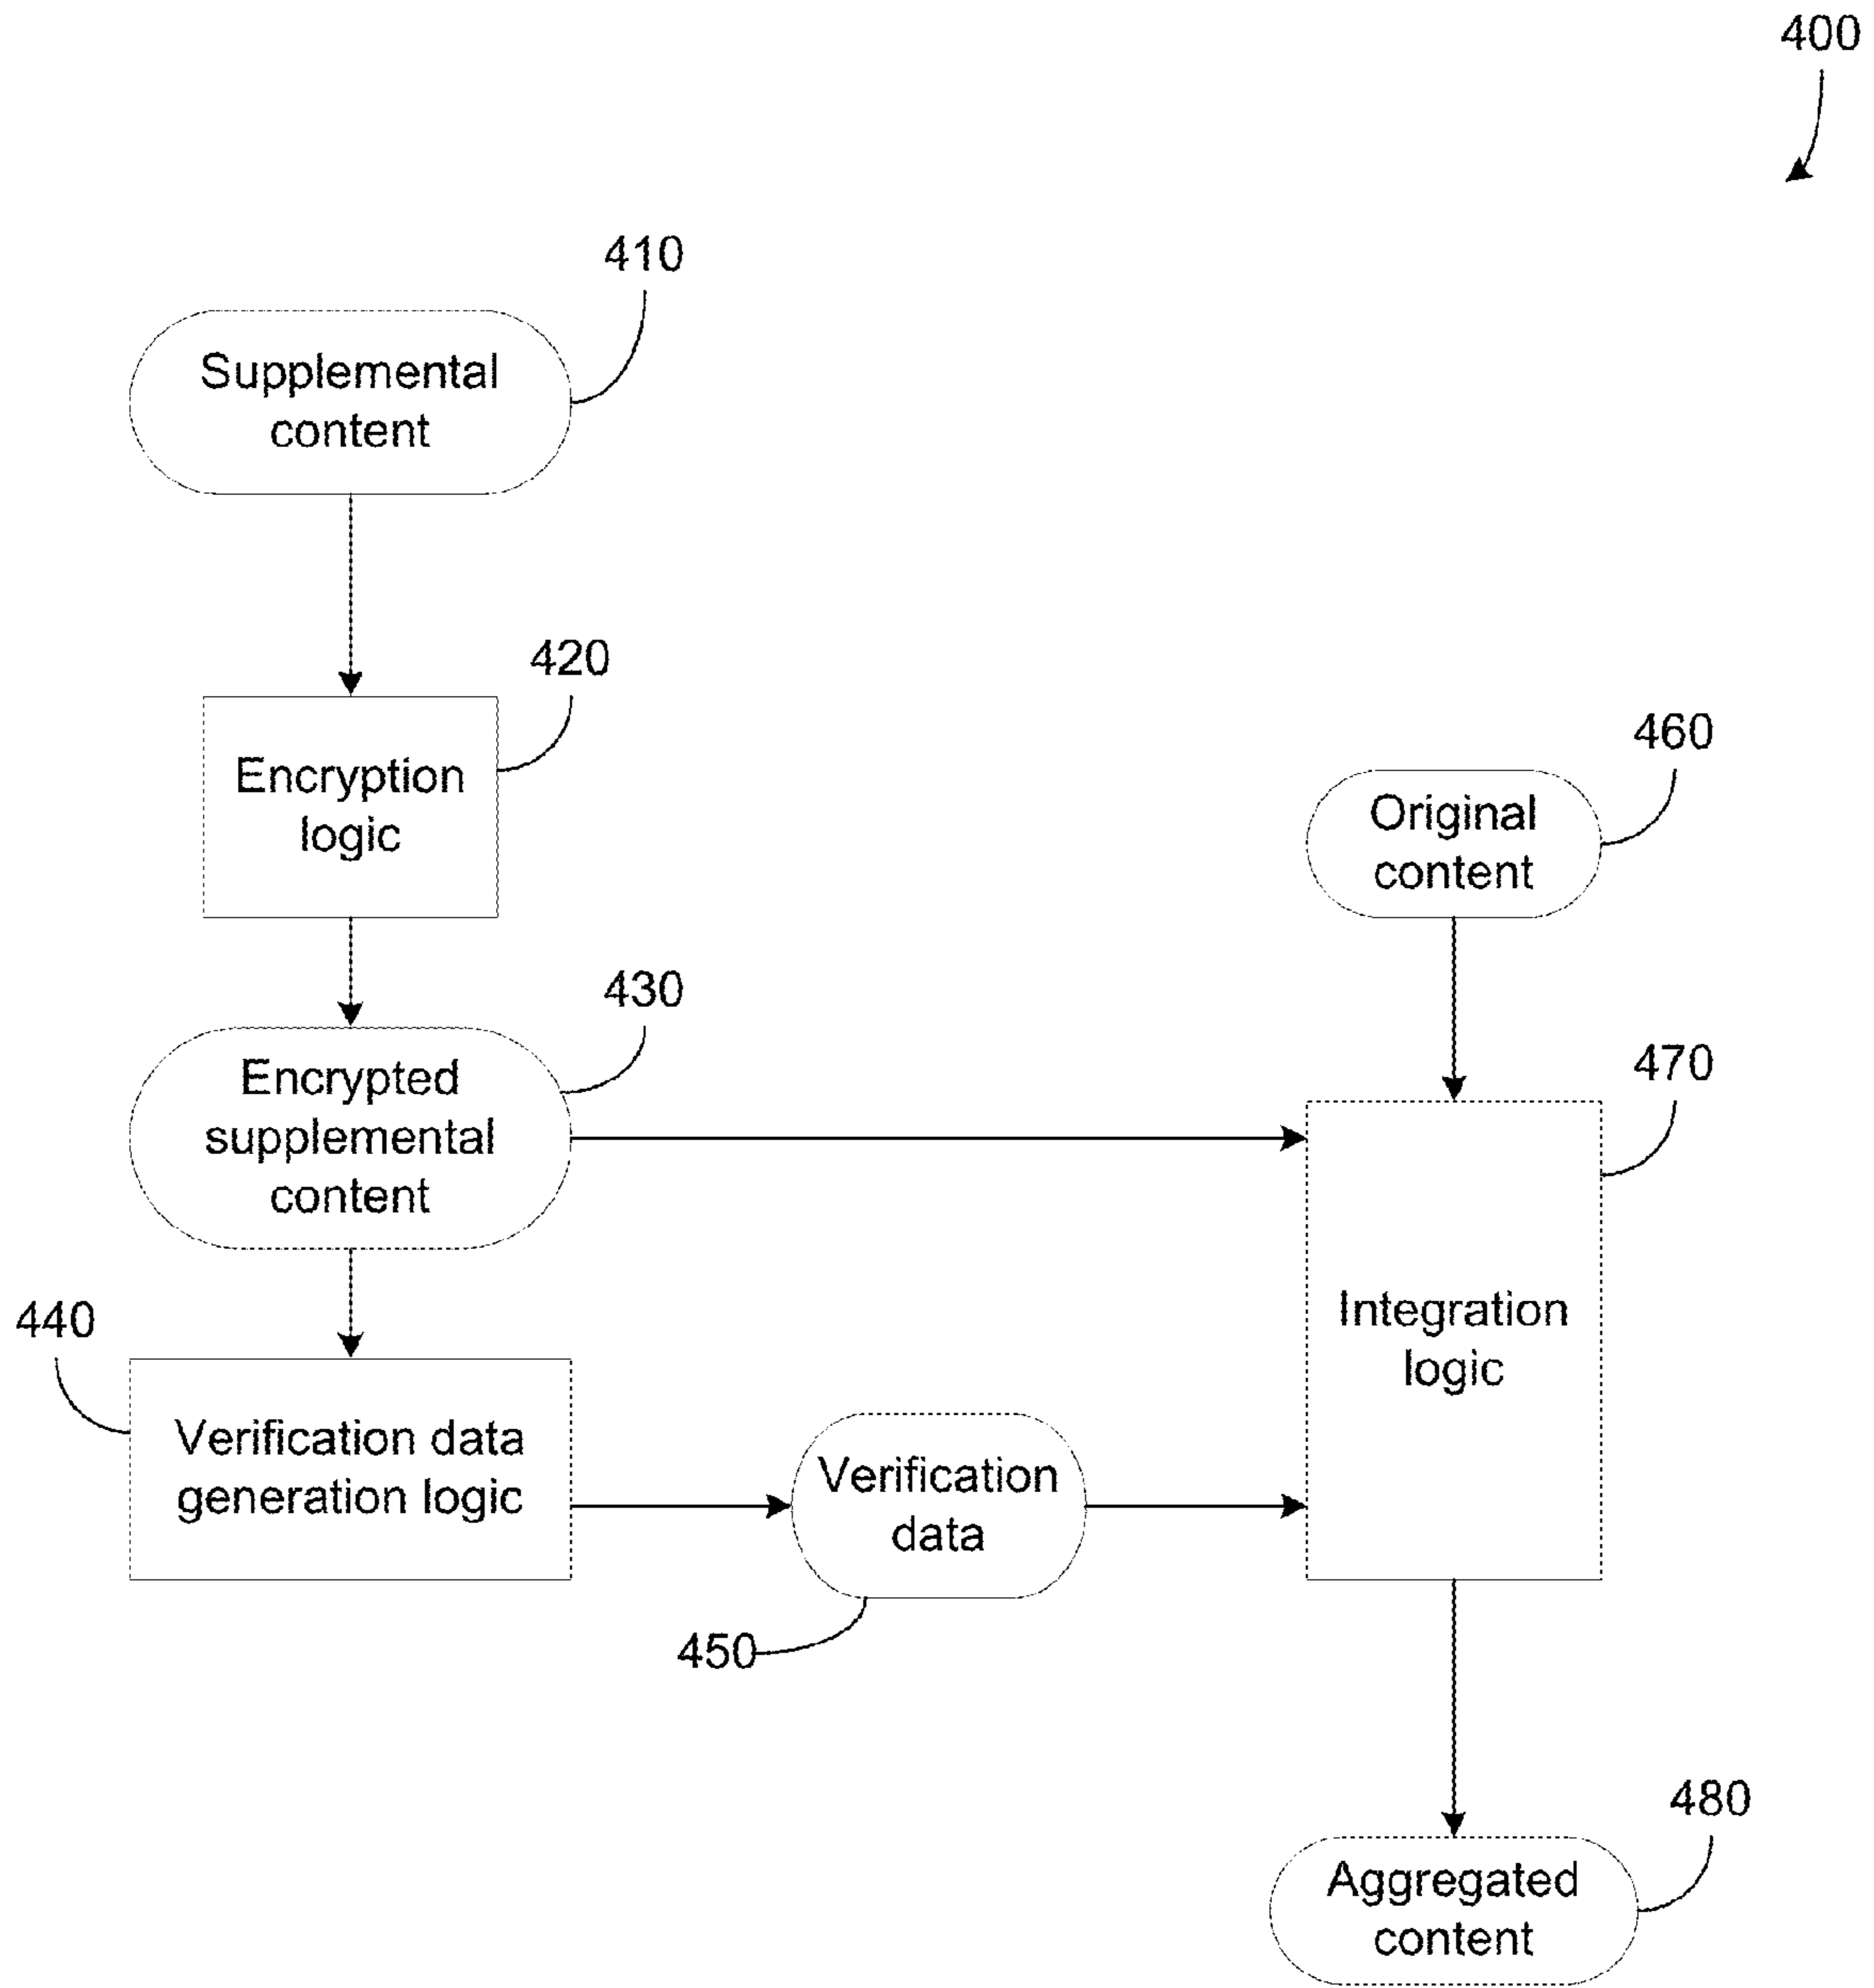 400
410
Supplemental
content
420
Encryption
logic
460
Original
content
430
Encrypted
supplemental
content
470
Integration
logic
440
Verification data
generation logic
Verification
data
450
480
Aggregated
content